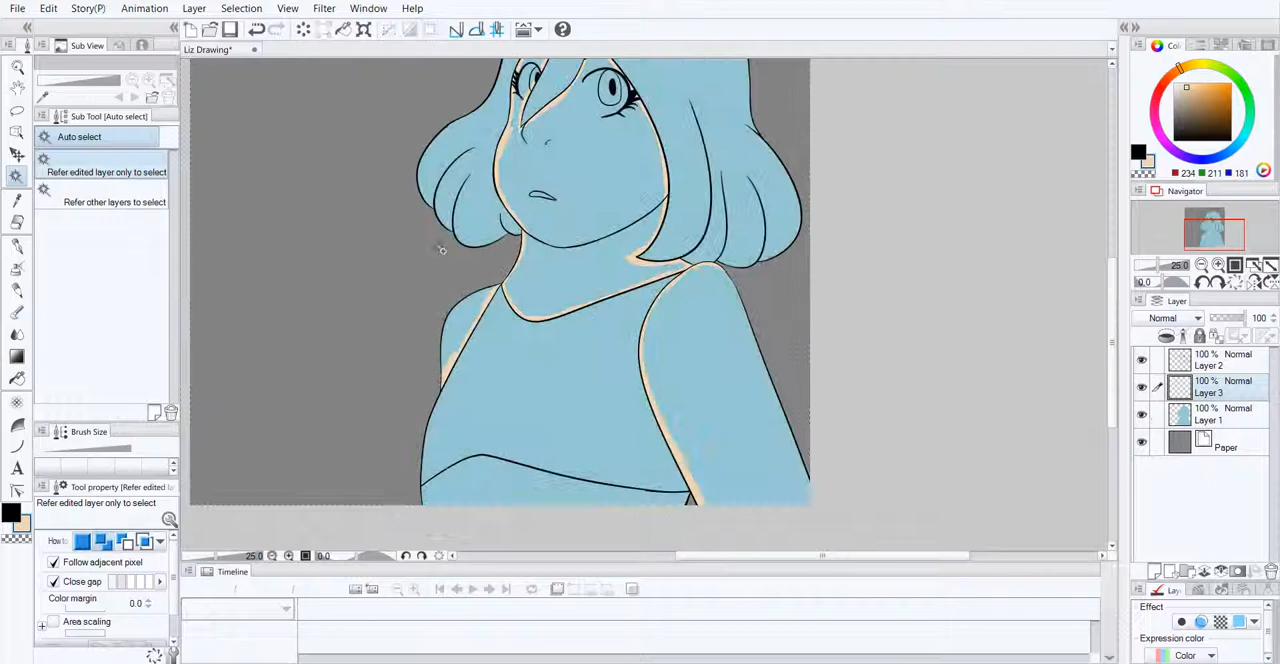 File Edit Story(P) Animation Layer Selection View Filter Window Help
Sub View
Liz Drawing*
Sub Tool [Auto select]
Auto select
Refer edited layer only to select
Refer other layers to select
Brush Size
Tool property [Refer edited
Refer edited layer only to select
How to
Follow adjacent pixel
Close gap
Color margin 0.0
Area scaling
25.0 0.0
Timeline
Col
234 211 181
Navigator
25.0
0.0
Layer
Normal 100
100 % Normal
Layer 2
100 % Normal
Layer 3
100 % Normal
Layer 1
Paper
Lay
Effect
Expression color
Color